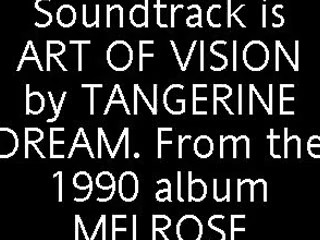 Soundtrack is
ART OF VISION
by TANGERINE
DREAM. From the
1990 album
MELROSE